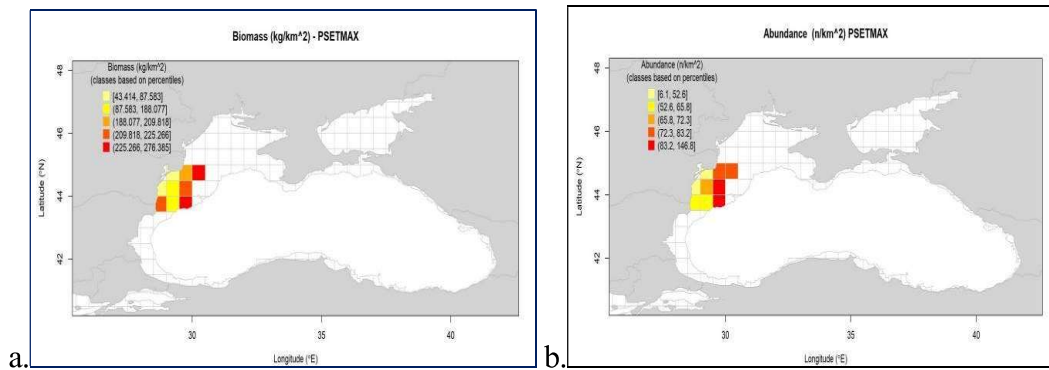 Biomass (kg/km^2) - PSETMAX
Biomass (kg/km^2)
(classes based on percentiles)
[43.414, 87.583]
(87.583, 188.077]
(188.077, 209.818]
(209.818, 225.266]
(225.266, 276.385]
Latitude (°N)
48
46
44
42
30
35
40
Longitude (°E)
a.
Abundance (n/km^2) PSETMAX
Abundance (n/km^2)
(classes based on percentiles)
[6.1, 52.6]
(52.6, 65.8]
(65.8, 72.3]
(72.3, 83.2]
(83.2, 146.8]
Latitude (°N)
48
46
44
42
30
35
40
Longitude (°E)
b.